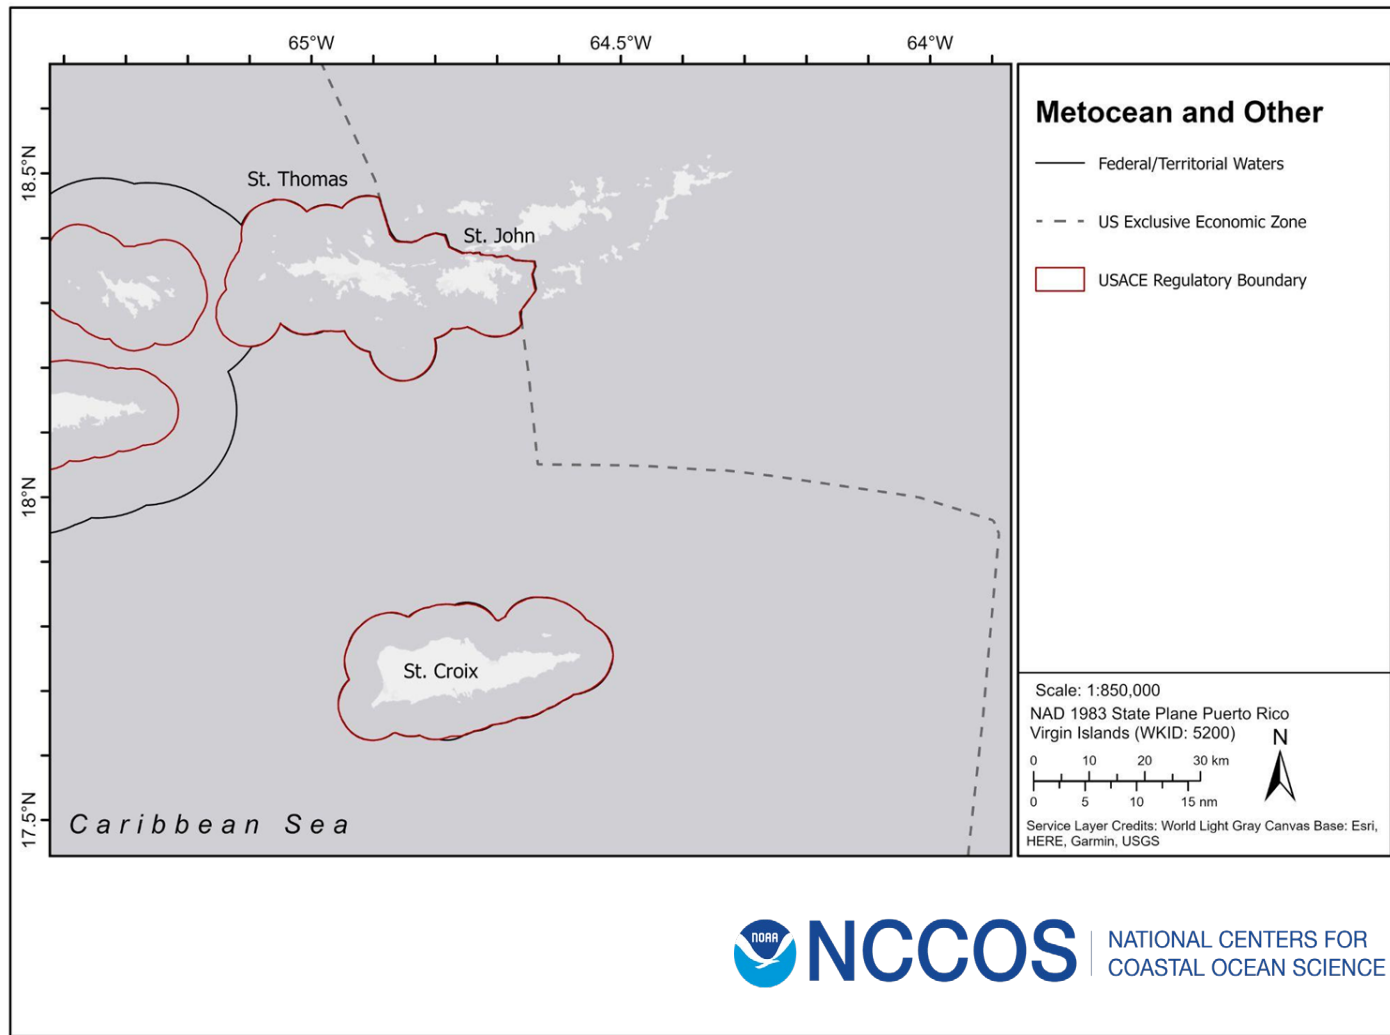 65°W
64.5°W
64°W
18.5°N
18°N
17.5°N
St. Thomas
St. John
St. Croix
Caribbean Sea
Metocean and Other
Federal/Territorial Waters
US Exclusive Economic Zone
USACE Regulatory Boundary
Scale: 1:850,000
NAD 1983 State Plane Puerto Rico
Virgin Islands (WKID: 5200)
N
0 10 20 30 km
0 5 10 15 nm
Service Layer Credits: World Light Gray Canvas Base: Esri,
HERE, Garmin, USGS
NOAA
NCCOS
NATIONAL CENTERS FOR
COASTAL OCEAN SCIENCE